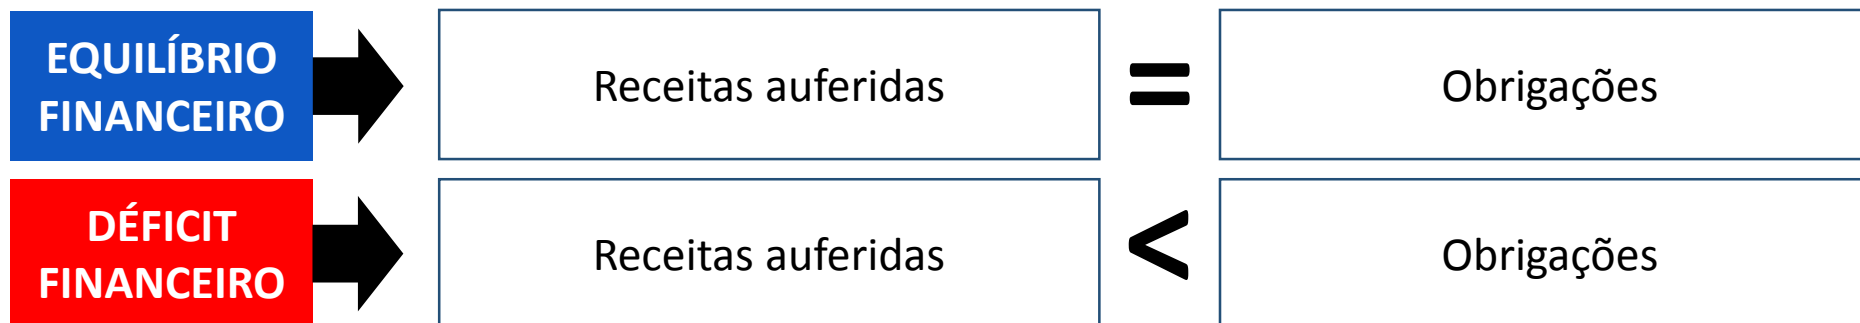 EQUILÍBRIO
FINANCEIRO
Receitas auferidas = Obrigações
DÉFICIT
FINANCEIRO
Receitas auferidas < Obrigações